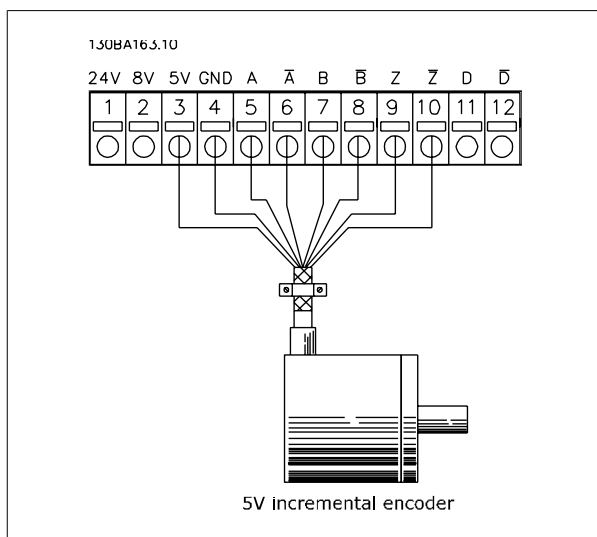 130BA163.10
24V 8V 5V GND A A̅ B B̅ Z Z̅ D D̅
1 2 3 4 5 6 7 8 9 10 11 12
5V incremental encoder